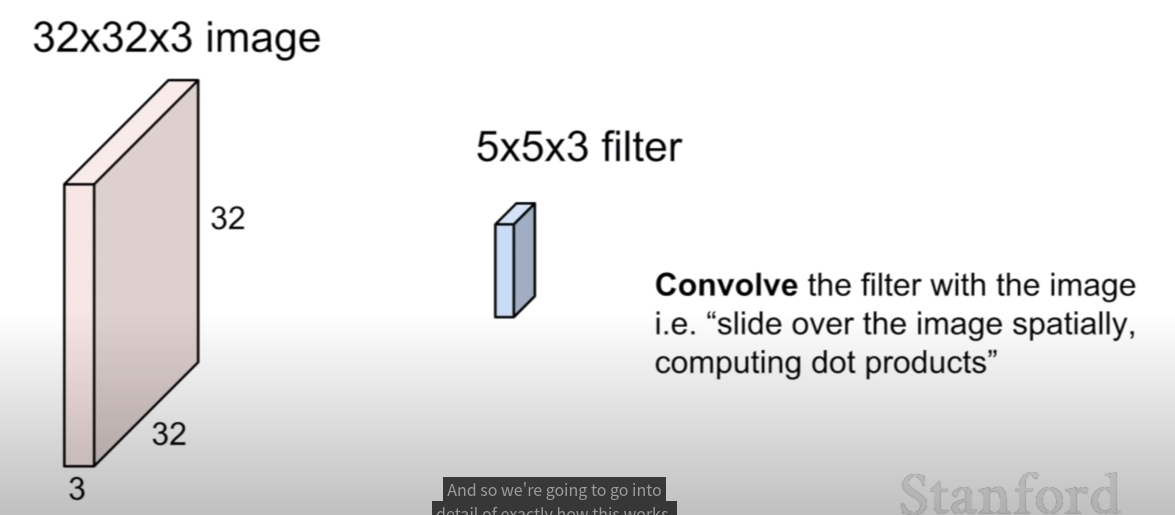 32x32x3 image
5x5x3 filter
32
Convolve the filter with the image
i.e. “slide over the image spatially,
computing dot products”
32
3
And so we're going to go into
detail of exactly how this works
Stanford